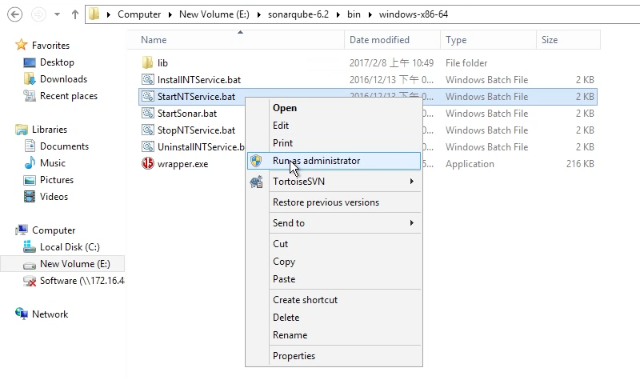 Computer ▸ New Volume (E:) ▸ sonarqube-6.2 ▸ bin ▸ windows-x86-64
Favorites
Desktop
Downloads
Recent places
Libraries
Documents
Music
Pictures
Videos
Computer
Local Disk (C:)
New Volume (E:)
Software (\\172.16.4
Network
Name Date modified Type Size
lib 2017/2/8 上午 10:49 File folder
InstallNTService.bat 2016/12/13 下午 0... Windows Batch File 2 KB
StartNTService.bat 2016/12/13 下午 0... Windows Batch File 2 KB
StartSonar.bat 0... Windows Batch File 2 KB
StopNTService.bat 0... Windows Batch File 2 KB
UninstallNTService.b 0... Windows Batch File 2 KB
wrapper.exe 5... Application 216 KB
Open
Edit
Print
Run as administrator
TortoiseSVN
Restore previous versions
Send to
Cut
Copy
Paste
Create shortcut
Delete
Rename
Properties